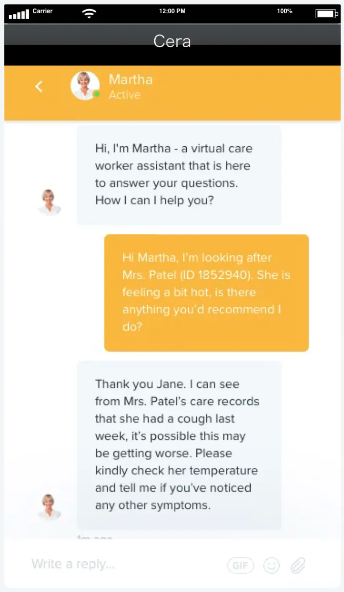 Carrier 12:00 PM 100%
Cera
Martha
Active
Hi, I'm Martha - a virtual care
worker assistant that is here
to answer your questions.
How I can I help you?
Hi Martha, I'm looking after
Mrs. Patel (ID 1852940). She is
feeling a bit hot, is there
anything you'd recommend I
do?
Thank you Jane. I can see
from Mrs. Patel's care records
that she had a cough last
week, it's possible this may
be getting worse. Please
kindly check her temperature
and tell me if you've noticed
any other symptoms.
Write a reply...
GIF